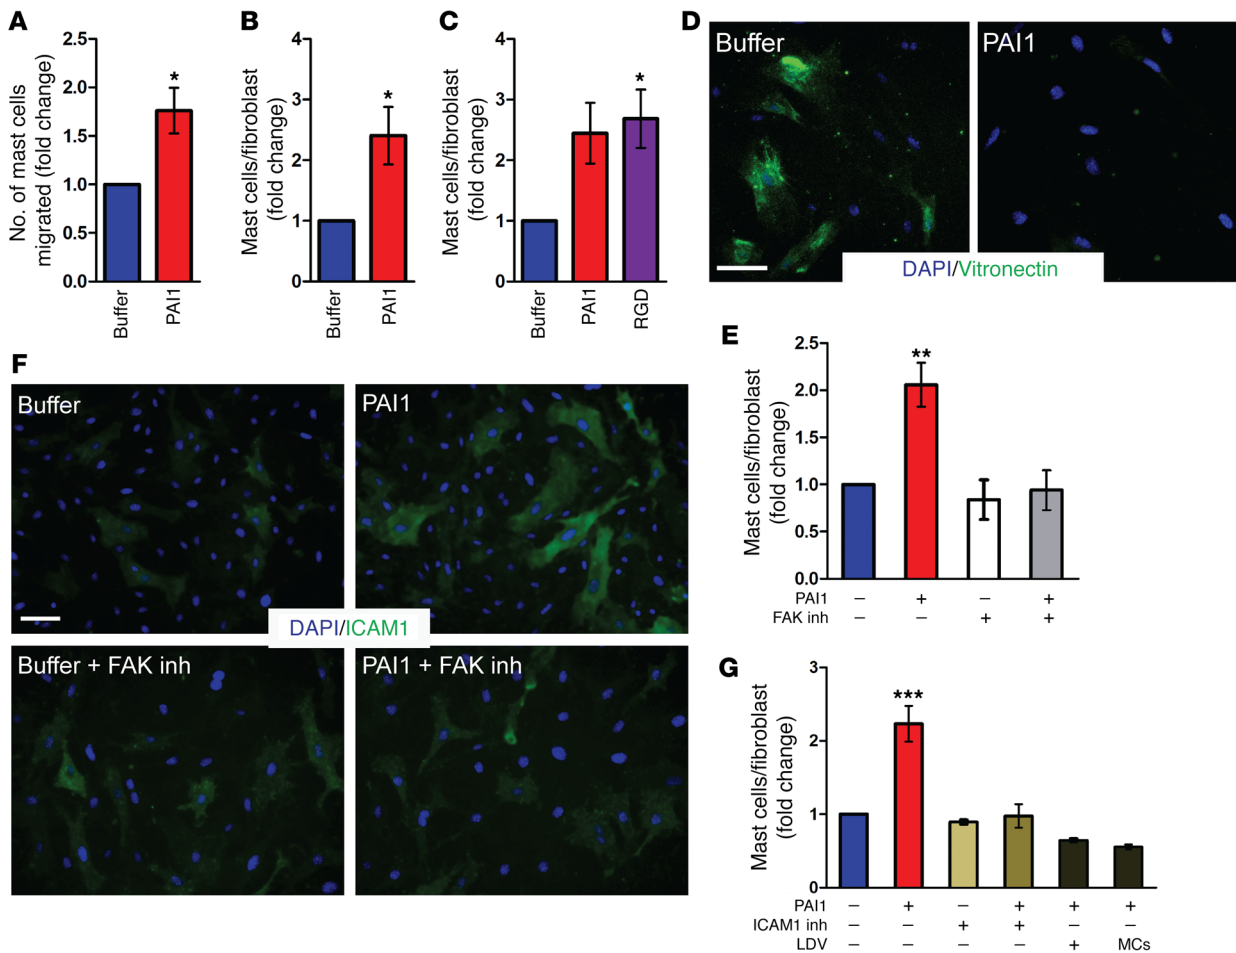 A
No. of mast cells
migrated (fold change)
2.5
2.0
1.5
1.0
0.5
0.0
*
Buffer
PAI1
B
Mast cells/fibroblast
(fold change)
4
3
2
1
0
*
Buffer
PAI1
C
Mast cells/fibroblast
(fold change)
4
3
2
1
0
*
Buffer
PAI1
RGD
D
Buffer
PAI1
DAPI/Vitronectin
E
Mast cells/fibroblast
(fold change)
2.5
2.0
1.5
1.0
0.5
0.0
**
PAI1 – + – +
FAK inh – – + +
F
Buffer
PAI1
DAPI/ICAM1
Buffer + FAK inh
PAI1 + FAK inh
G
Mast cells/fibroblast
(fold change)
3
2
1
0
***
PAI1 – + – + + +
ICAM1 inh – – + + – –
LDV – – – – + MCs